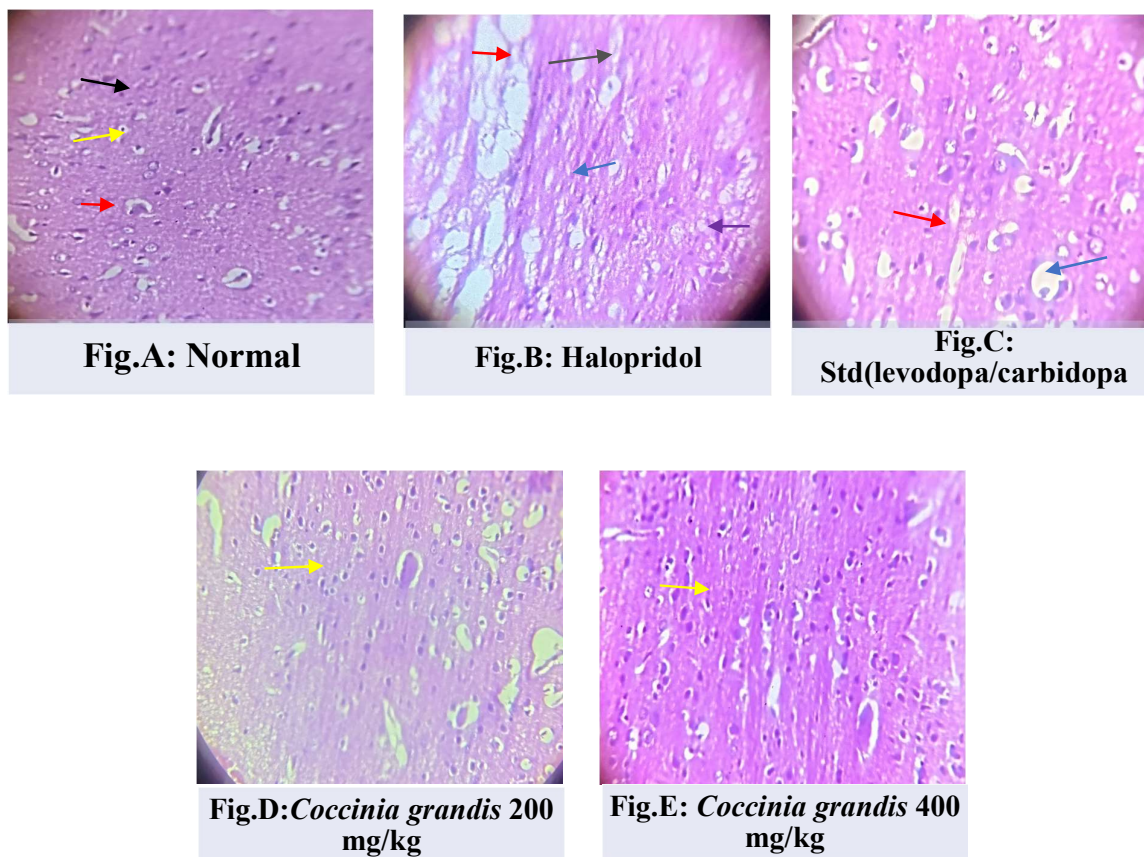 Fig.A: Normal
Fig.B: Halopridol
Fig.C:
Std(levodopa/carbidopa
Fig.D:Coccinia grandis 200
mg/kg
Fig.E: Coccinia grandis 400
mg/kg